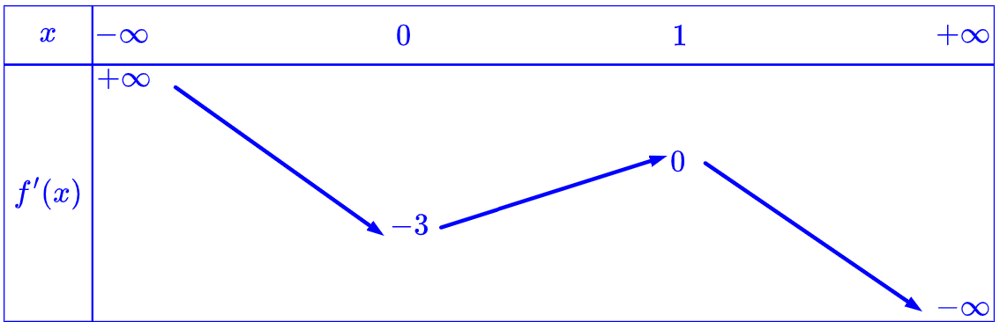 x −∞ 0 1 +∞
+∞
0
f′(x)
−3
−∞